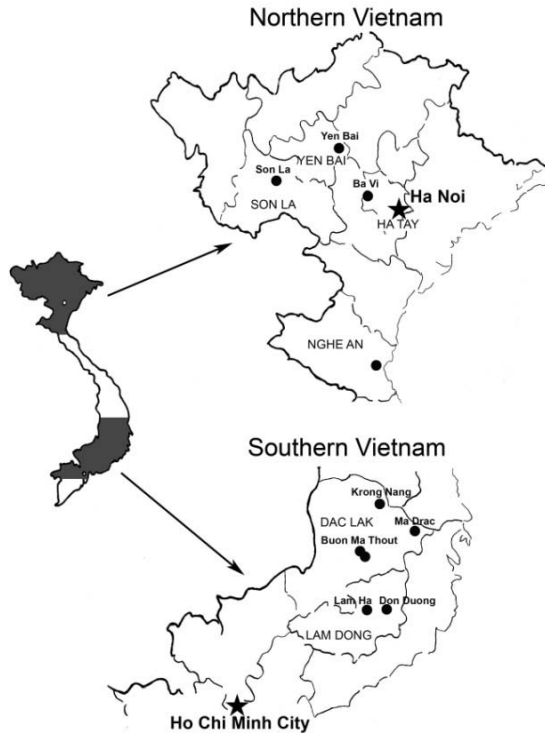 Northern Vietnam
Yen Bai
YEN BAI
Son La
SON LA
Ba Vi
Ha Noi
HA TAY
NGHE AN
Southern Vietnam
Krong Nang
DAC LAK
Ma Drac
Buon Ma Thout
Lam Ha
Don Duong
LAM DONG
Ho Chi Minh City